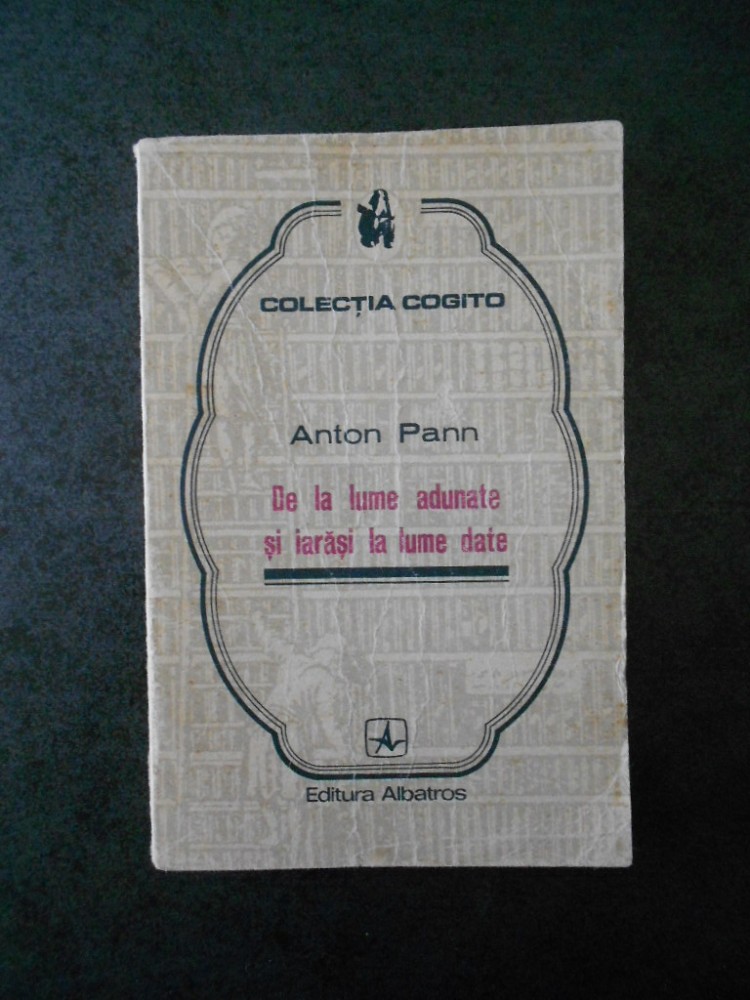 COLECȚIA COGITO
Anton Pann
De la lume adunate
și iarăși la lume date
Editura Albatros